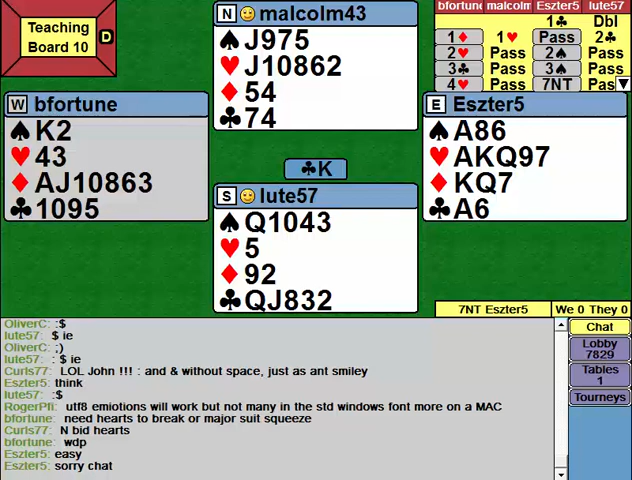 Teaching
Board 10
D
N malcolm43
♠J975
♥J10862
♦54
♣74
bfortune malcolm Eszter5 lute57
1♣ Dbl
1♦ 1♥ Pass 2♣
2♥ Pass 2♠ Pass
3♣ Pass 3♠ Pass
4♥ Pass 7NT Pas
W bfortune
♠K2
♥43
♦AJ10863
♣1095
E Eszter5
♠A86
♥AKQ97
♦KQ7
♣A6
♣K
S lute57
♠Q1043
♥5
♦92
♣QJ832
7NT Eszter5
We 0 They 0
OliverC: :$
lute57: $ ie
OliverC: ;)
lute57: : $ ie
Curls77: LOL John !!! : and & without space, just as ant smiley
Eszter5: think
lute57: :$
RogerPfi: utf8 emiotions will work but not many in the std windows font more on a MAC
bfortune: need hearts to break or major suit squeeze
Curls77: N bid hearts
bfortune: wdp
Eszter5: easy
Eszter5: sorry chat
Chat
Lobby
7829
Tables
1
Tourneys